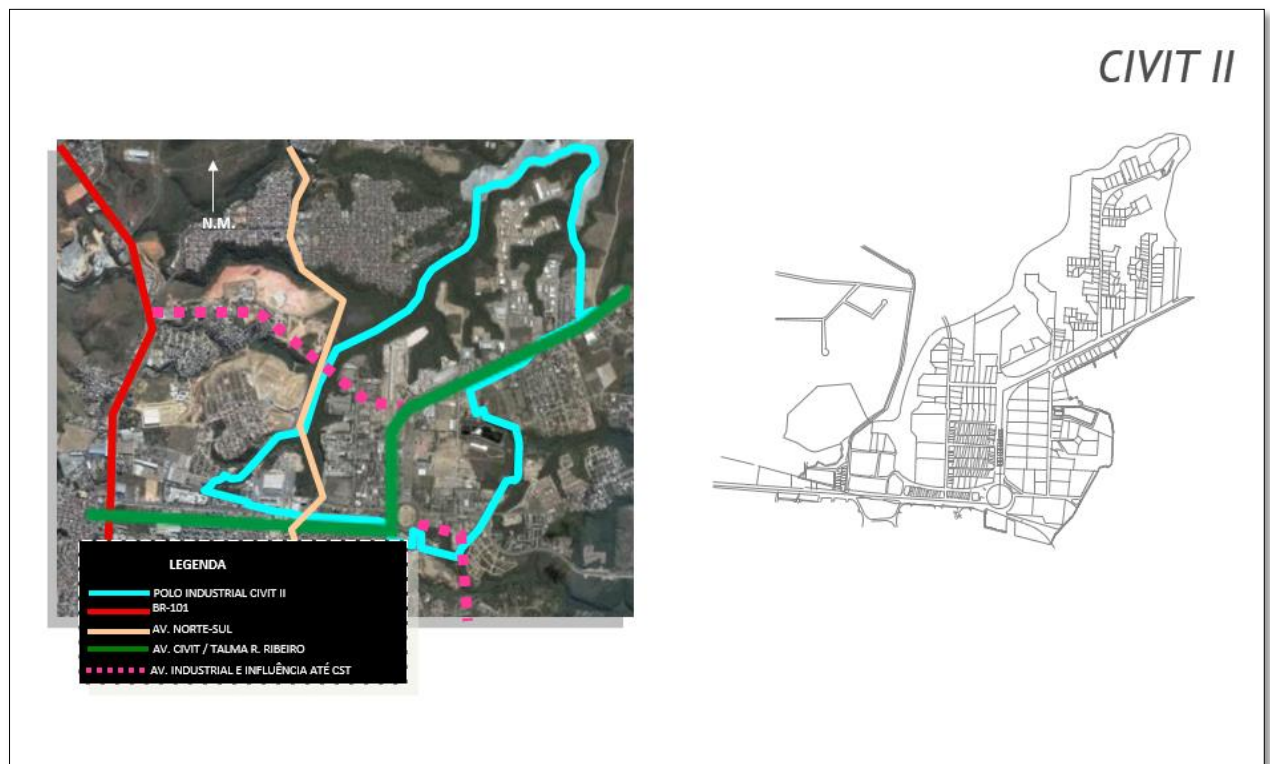 CIVIT II
N.M.
LEGENDA
POLO INDUSTRIAL CIVIT II
BR-101
AV. NORTE-SUL
AV. CIVIT / TALMA R. RIBEIRO
AV. INDUSTRIAL E INFLUÊNCIA ATÉ CST